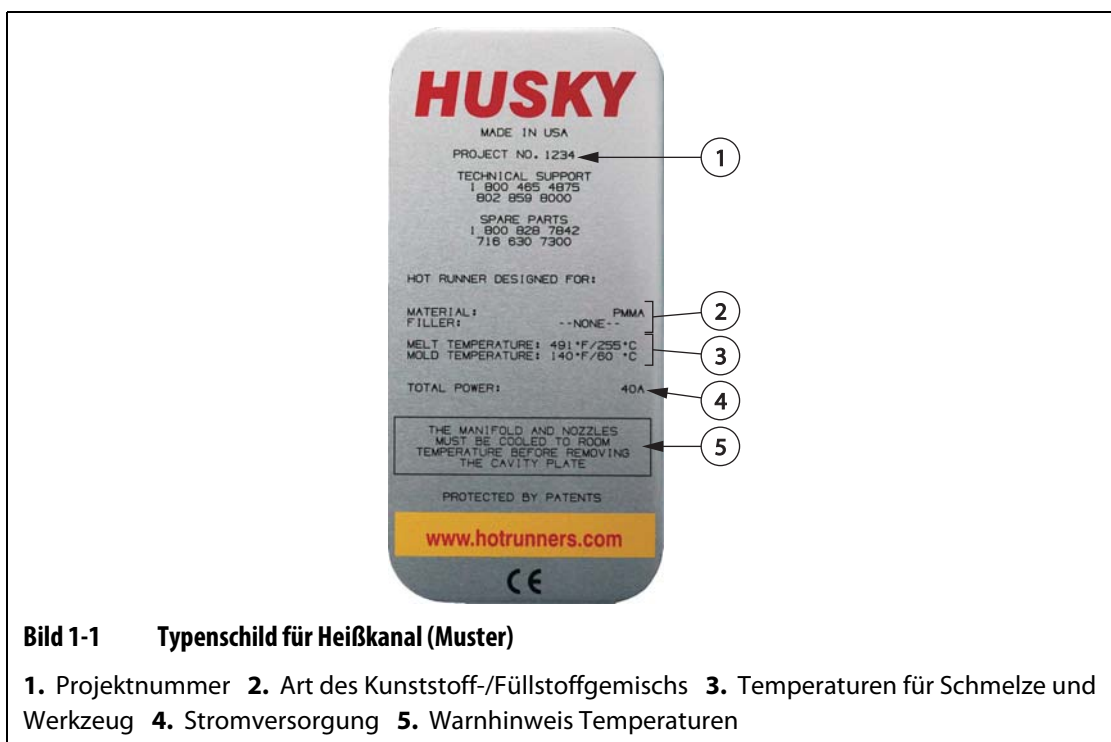 HUSKY
MADE IN USA
PROJECT NO. 1234
1
TECHNICAL SUPPORT
1 800 465 4875
802 859 8000
SPARE PARTS
1 800 828 7842
716 630 7300
HOT RUNNER DESIGNED FOR:
MATERIAL: PMMA
FILLER: --NONE--
2
MELT TEMPERATURE: 491°F/255°C
MOLD TEMPERATURE: 140°F/60 °C
3
TOTAL POWER: 40A
4
THE MANIFOLD AND NOZZLES
MUST BE COOLED TO ROOM
TEMPERATURE BEFORE REMOVING
THE CAVITY PLATE
5
PROTECTED BY PATENTS
www.hotrunners.com
CE
Bild 1-1 Typenschild für Heißkanal (Muster)
1. Projektnummer 2. Art des Kunststoff-/Füllstoffgemischs 3. Temperaturen für Schmelze und
Werkzeug 4. Stromversorgung 5. Warnhinweis Temperaturen